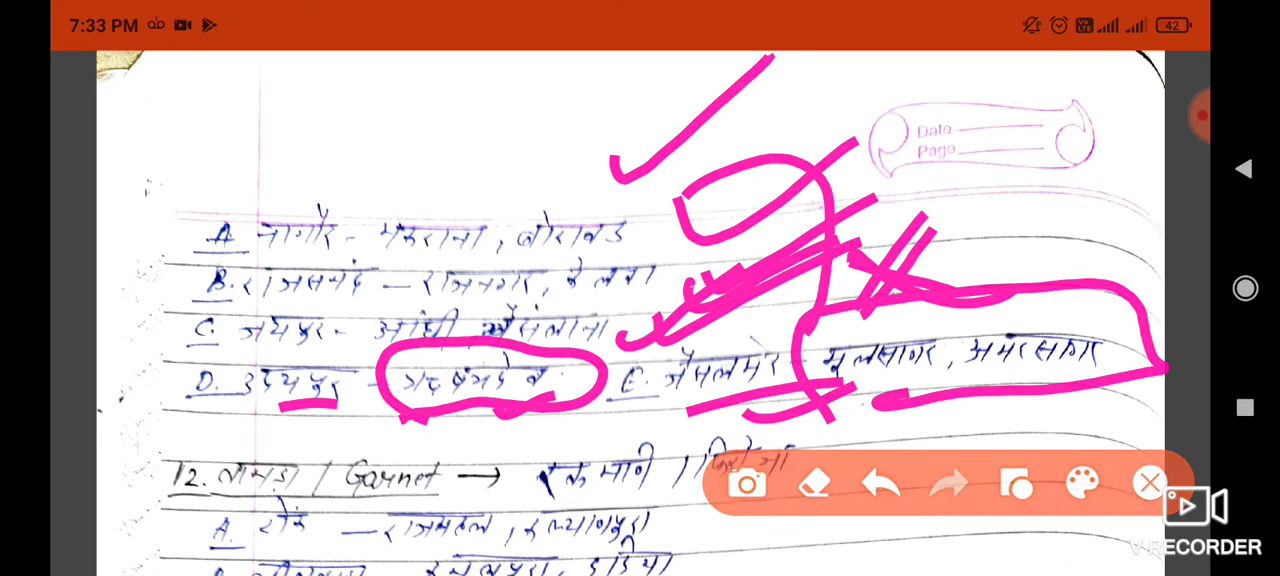 7:33 PM 42
Date
Page
A. नागौर - मकराना, बोरावड
B. राजसमंद - राजनगर, केलवा
C. जयपुर - आंधी भैंसलाना
D. उदयपुर - E. जैसलमेर - मूलसागर, अमरसागर
12. तामड़ा / Garnet →
A. टोंक - राजमहल, कल्याणपुरा
V RECORDER